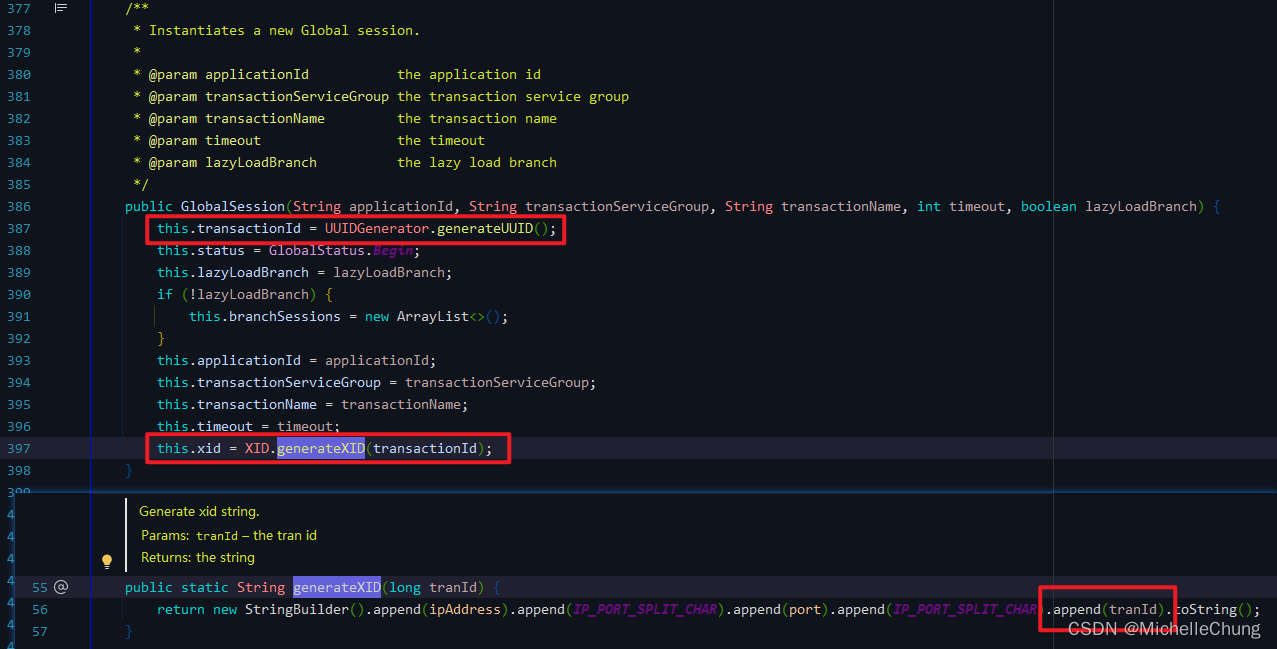 377 /**
378 * Instantiates a new Global session.
379 *
380 * @param applicationId the application id
381 * @param transactionServiceGroup the transaction service group
382 * @param transactionName the transaction name
383 * @param timeout the timeout
384 * @param lazyLoadBranch the lazy load branch
385 */
386 public GlobalSession(String applicationId, String transactionServiceGroup, String transactionName, int timeout, boolean lazyLoadBranch) {
387 this.transactionId = UUIDGenerator.generateUUID();
388 this.status = GlobalStatus.Begin;
389 this.lazyLoadBranch = lazyLoadBranch;
390 if (!lazyLoadBranch) {
391 this.branchSessions = new ArrayList<>();
392 }
393 this.applicationId = applicationId;
394 this.transactionServiceGroup = transactionServiceGroup;
395 this.transactionName = transactionName;
396 this.timeout = timeout;
397 this.xid = XID.generateXID(transactionId);
398 }
399
Generate xid string.
Params: tranId – the tran id
Returns: the string
55 @ public static String generateXID(long tranId) {
56 return new StringBuilder().append(ipAddress).append(IP_PORT_SPLIT_CHAR).append(port).append(IP_PORT_SPLIT_CHAR).append(tranId).toString();
57 }
CSDN @MichelleChung